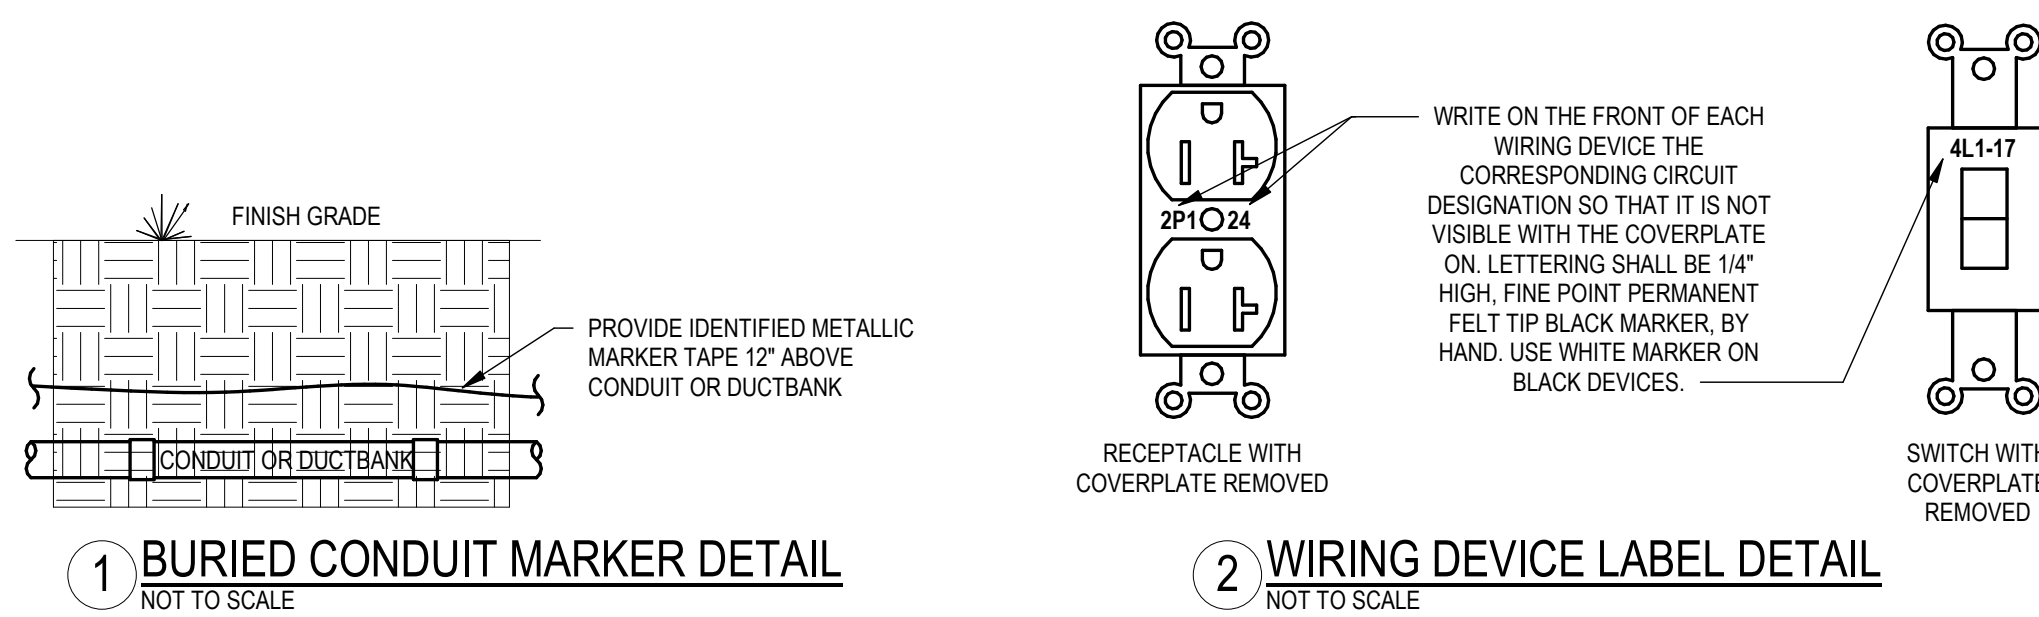 FINISH GRADE
PROVIDE IDENTIFIED METALLIC
MARKER TAPE 12" ABOVE
CONDUIT OR DUCTBANK
CONDUIT OR DUCTBANK
1 BURIED CONDUIT MARKER DETAIL
NOT TO SCALE
2P1 24
WRITE ON THE FRONT OF EACH
WIRING DEVICE THE
CORRESPONDING CIRCUIT
DESIGNATION SO THAT IT IS NOT
VISIBLE WITH THE COVERPLATE
ON. LETTERING SHALL BE 1/4"
HIGH, FINE POINT PERMANENT
FELT TIP BLACK MARKER, BY
HAND. USE WHITE MARKER ON
BLACK DEVICES.
4L1-17
RECEPTACLE WITH
COVERPLATE REMOVED
SWITCH WITH
COVERPLATE
REMOVED
2 WIRING DEVICE LABEL DETAIL
NOT TO SCALE